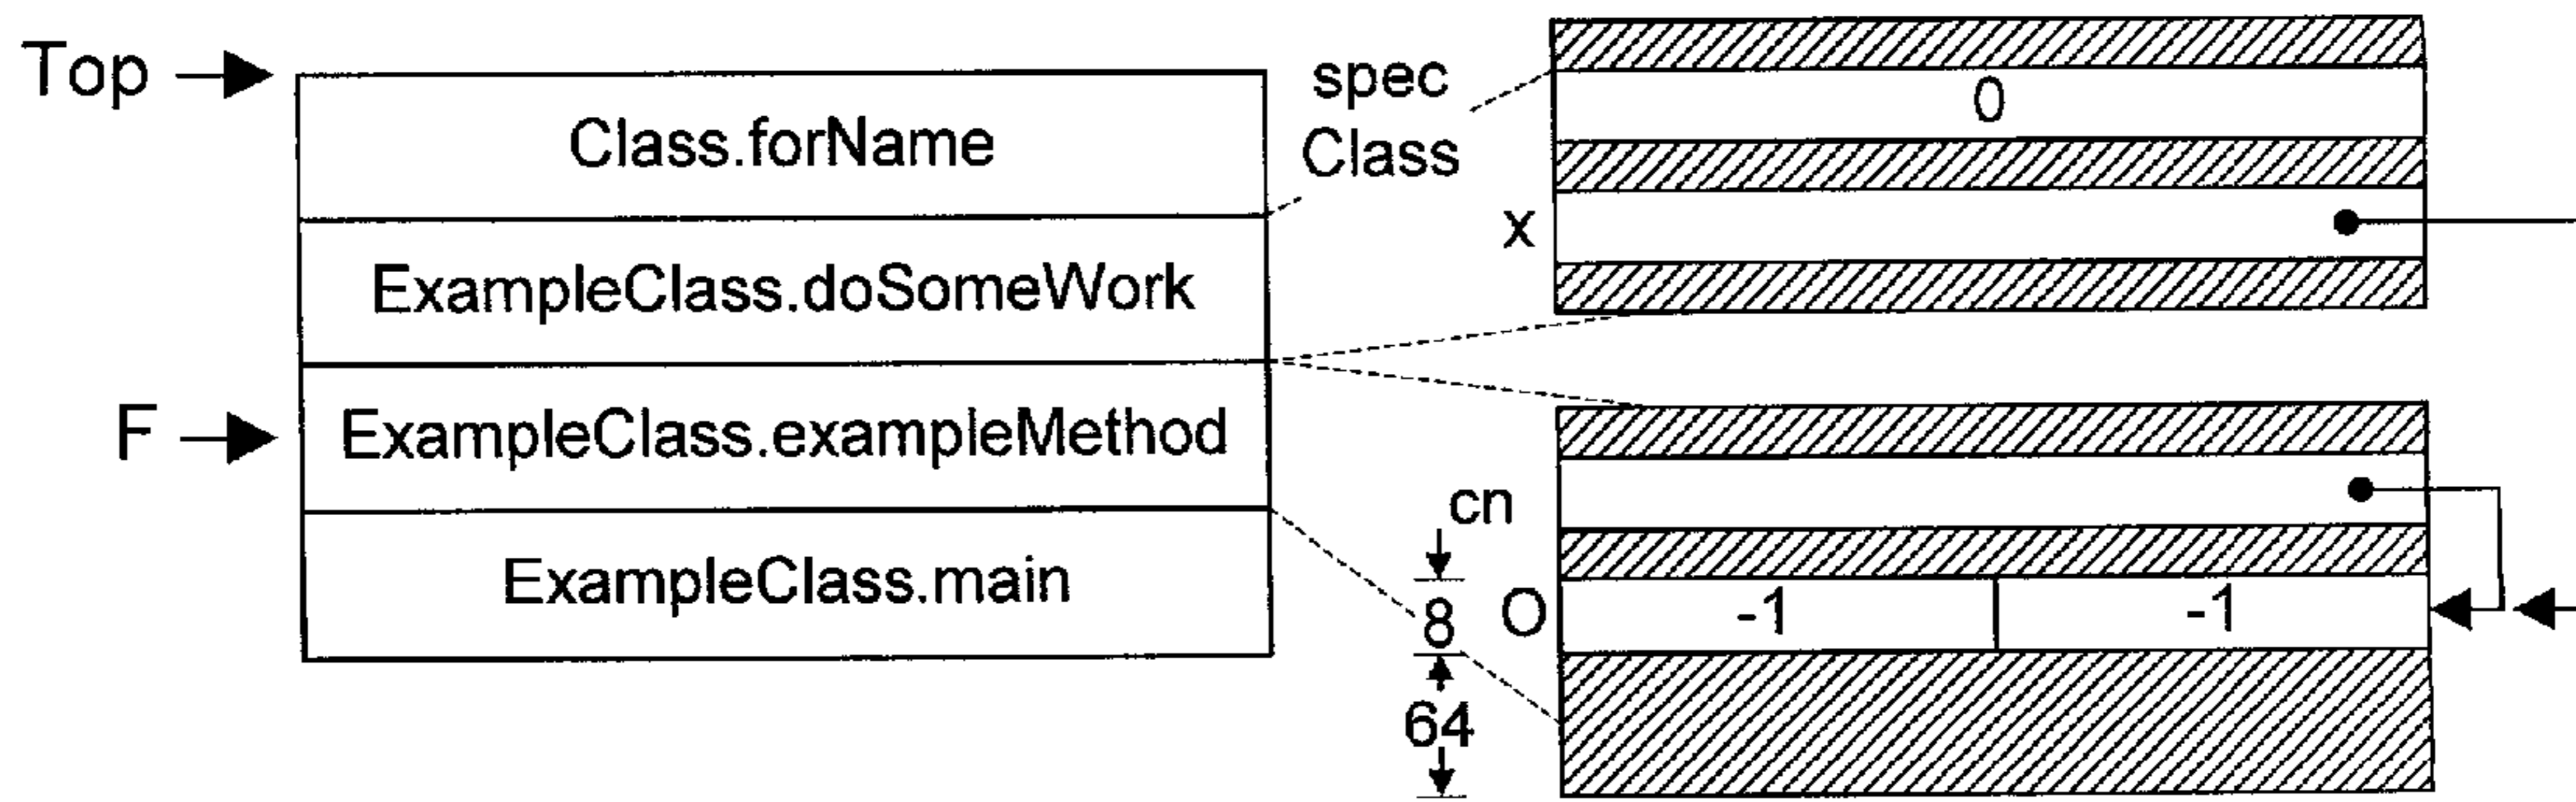 Top
Class.forName
ExampleClass.doSomeWork
F
ExampleClass.exampleMethod
ExampleClass.main
spec
Class
0
x
cn
8
O
-1 -1
64